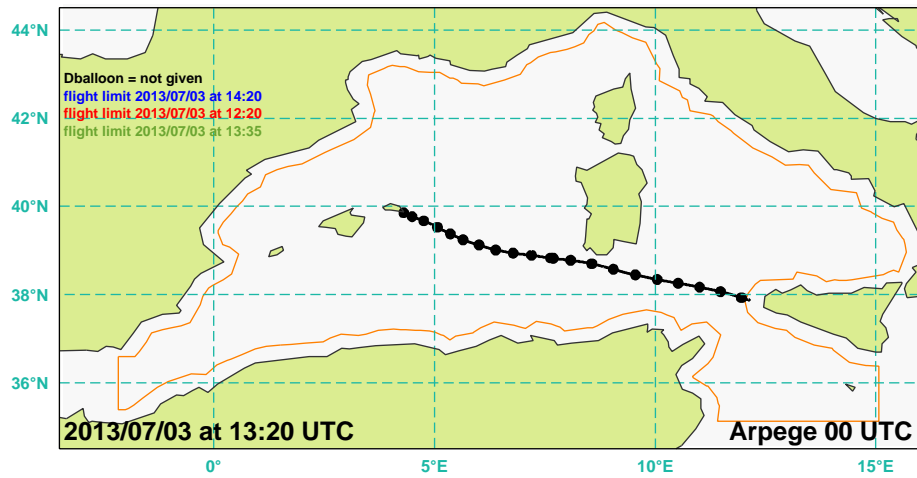 44°N
Dballoon = not given
flight limit 2013/07/03 at 14:20
flight limit 2013/07/03 at 12:20
flight limit 2013/07/03 at 13:35
42°N
40°N
38°N
36°N
2013/07/03 at 13:20 UTC Arpege 00 UTC
0° 5°E 10°E 15°E